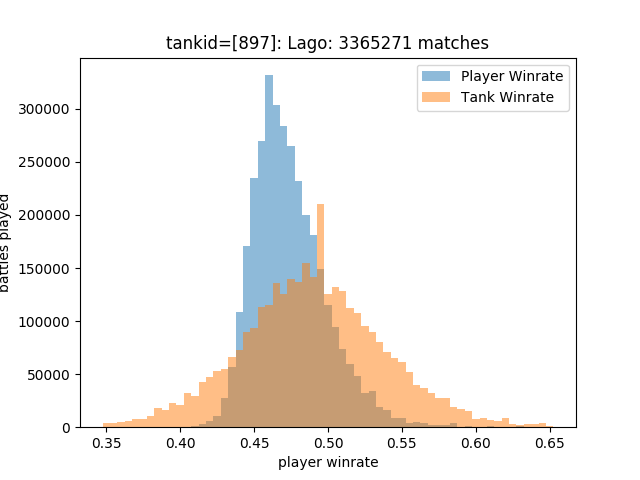 tankid=[897]: Lago: 3365271 matches
Player Winrate
Tank Winrate
300000
250000
200000
150000
100000
50000
0
battles played
0.35 0.40 0.45 0.50 0.55 0.60 0.65
player winrate